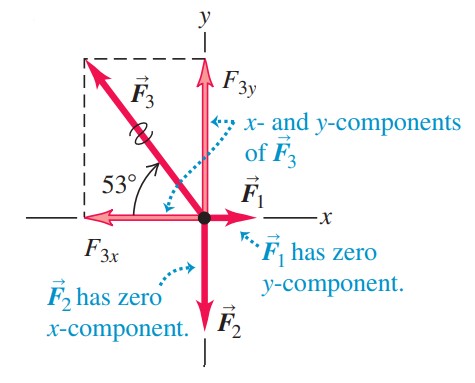 y
F⃗₃
F₃y
x- and y-components
of F⃗₃
53°
F⃗₁
x
F₃x
F⃗₁ has zero
y-component.
F⃗₂ has zero
x-component.
F⃗₂